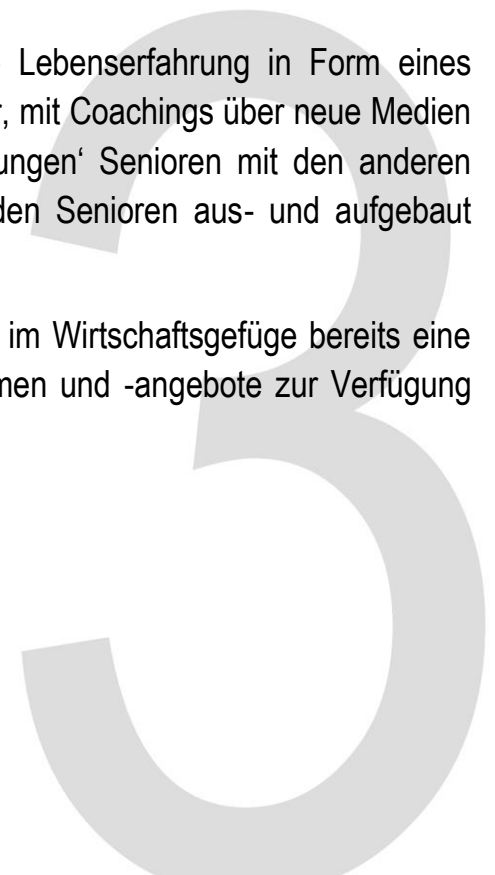 Lebenserfahrung in Form eines
mit Coachings über neue Medien
ungen‘ Senioren mit den anderen
den Senioren aus- und aufgebaut
im Wirtschaftsgefüge bereits eine
men und -angebote zur Verfügung
3